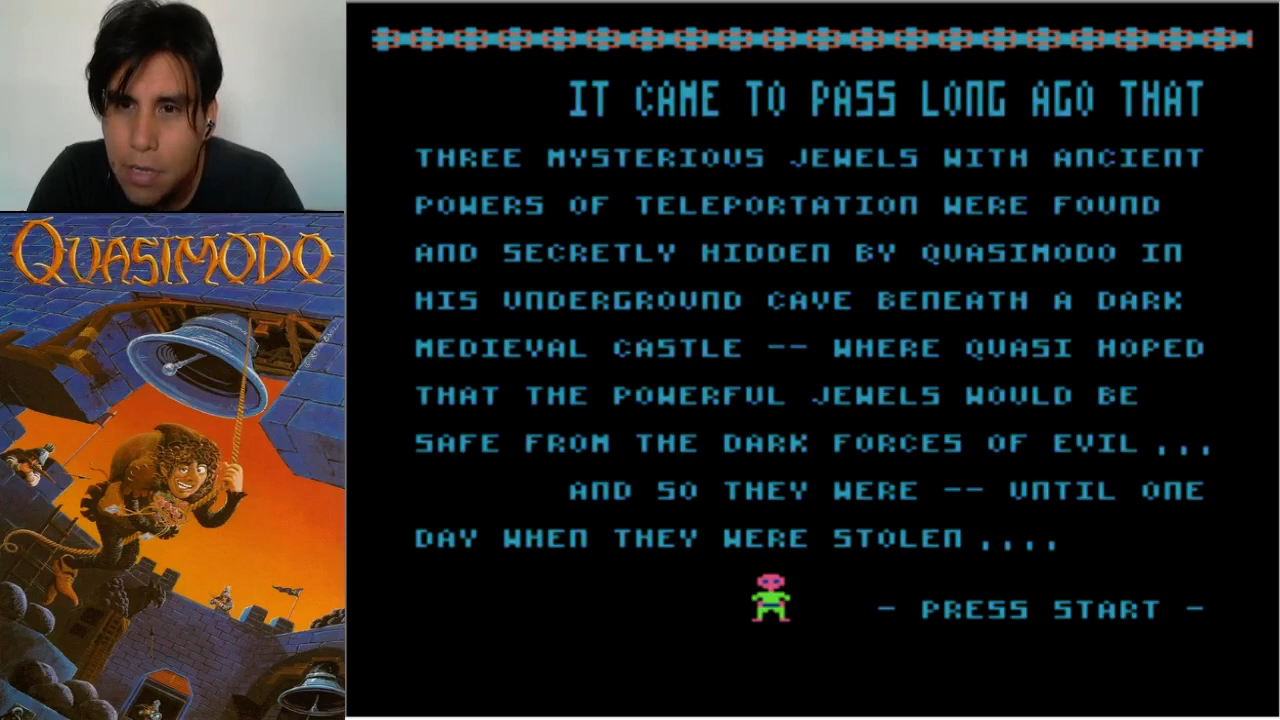 QUASIMODO
IT CAME TO PASS LONG AGO THAT
THREE MYSTERIOUS JEWELS WITH ANCIENT
POWERS OF TELEPORTATION WERE FOUND
AND SECRETLY HIDDEN BY QUASIMODO IN
HIS UNDERGROUND CAVE BENEATH A DARK
MEDIEVAL CASTLE -- WHERE QUASI HOPED
THAT THE POWERFUL JEWELS WOULD BE
SAFE FROM THE DARK FORCES OF EVIL ...
AND SO THEY WERE -- UNTIL ONE
DAY WHEN THEY WERE STOLEN ....
- PRESS START -